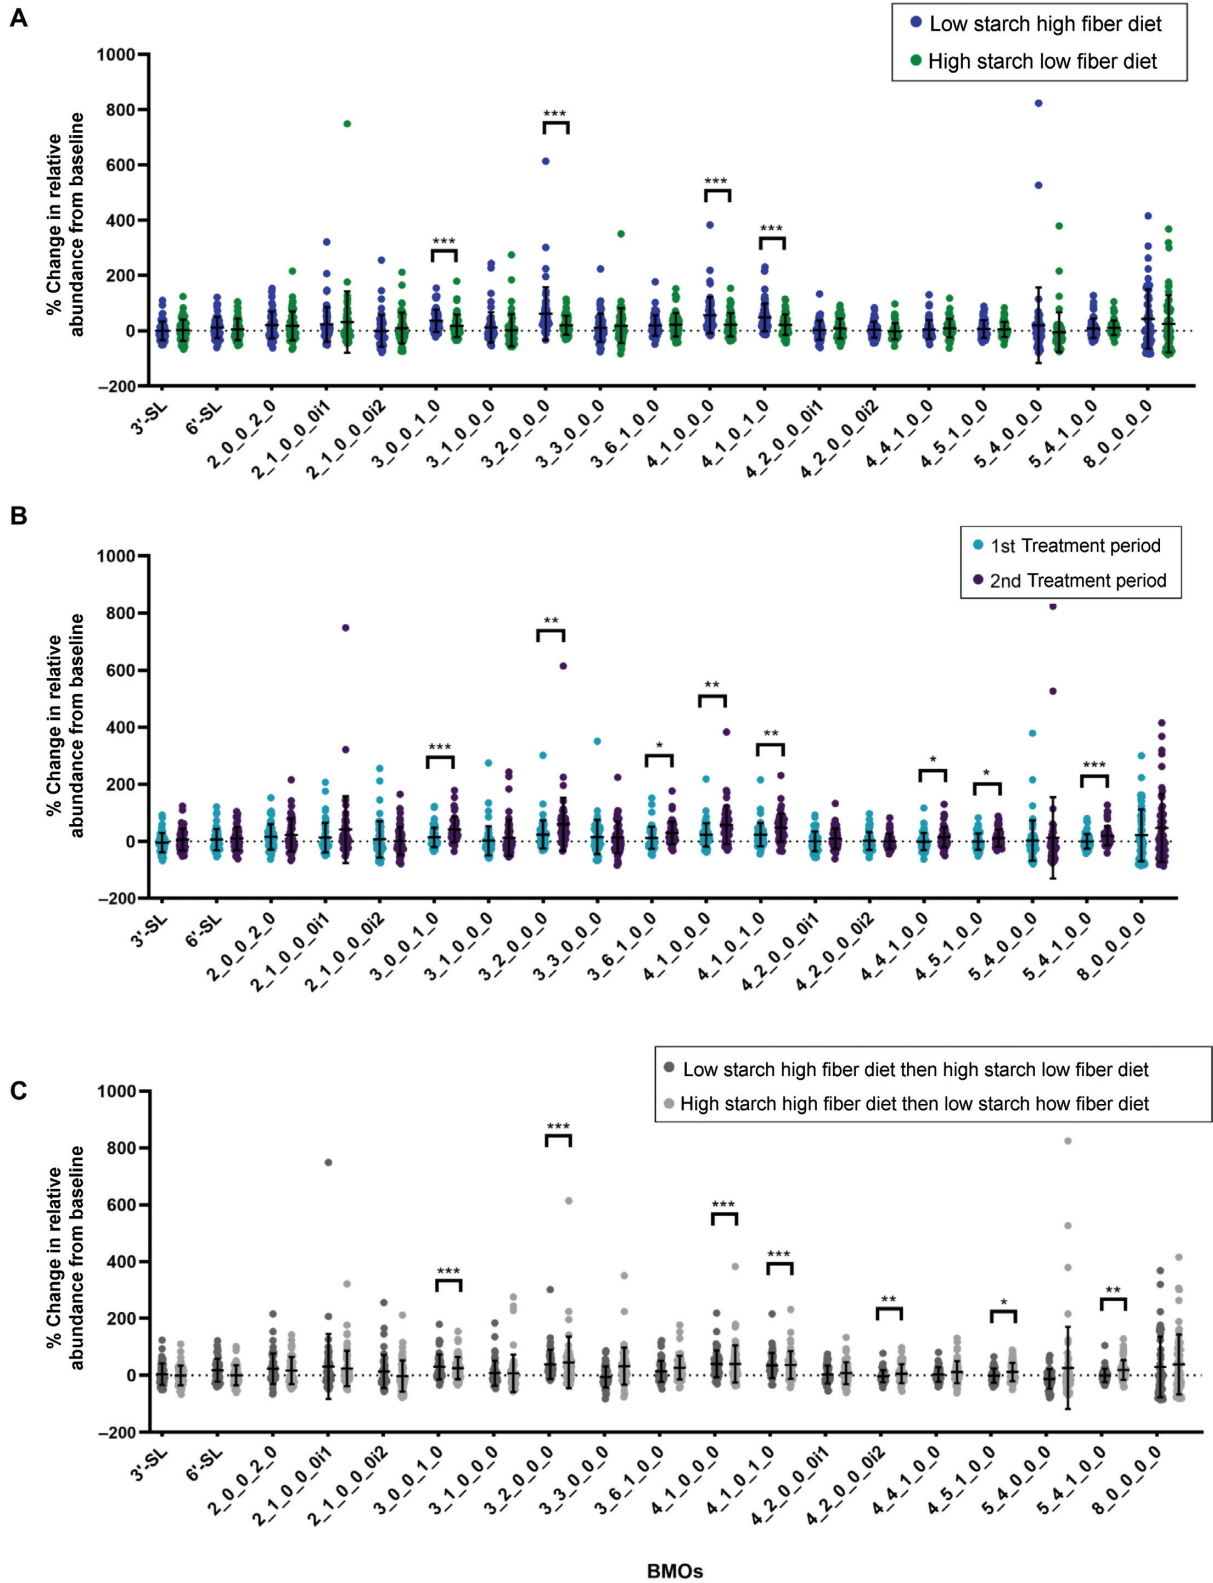 A
Low starch high fiber diet
High starch low fiber diet
% Change in relative
abundance from baseline
1000
800
600
400
200
0
–200
***
***
***
***
3'-SL
6'-SL
2_0_0_2_0
2_1_0_0_0i1
2_1_0_0_0i2
3_0_0_1_0
3_1_0_0_0
3_2_0_0_0
3_3_0_0_0
3_6_1_0_0
4_1_0_0_0
4_1_0_1_0
4_2_0_0_0i1
4_2_0_0_0i2
4_4_1_0_0
4_5_1_0_0
5_4_0_0_0
5_4_1_0_0
8_0_0_0_0
B
1st Treatment period
2nd Treatment period
% Change in relative
abundance from baseline
1000
800
600
400
200
0
–200
***
**
*
**
**
*
*
***
3'-SL
6'-SL
2_0_0_2_0
2_1_0_0_0i1
2_1_0_0_0i2
3_0_0_1_0
3_1_0_0_0
3_2_0_0_0
3_3_0_0_0
3_6_1_0_0
4_1_0_0_0
4_1_0_1_0
4_2_0_0_0i1
4_2_0_0_0i2
4_4_1_0_0
4_5_1_0_0
5_4_0_0_0
5_4_1_0_0
8_0_0_0_0
C
Low starch high fiber diet then high starch low fiber diet
High starch high fiber diet then low starch how fiber diet
% Change in relative
abundance from baseline
1000
800
600
400
200
0
–200
***
***
***
***
**
*
**
3'-SL
6'-SL
2_0_0_2_0
2_1_0_0_0i1
2_1_0_0_0i2
3_0_0_1_0
3_1_0_0_0
3_2_0_0_0
3_3_0_0_0
3_6_1_0_0
4_1_0_0_0
4_1_0_1_0
4_2_0_0_0i1
4_2_0_0_0i2
4_4_1_0_0
4_5_1_0_0
5_4_0_0_0
5_4_1_0_0
8_0_0_0_0
BMOs